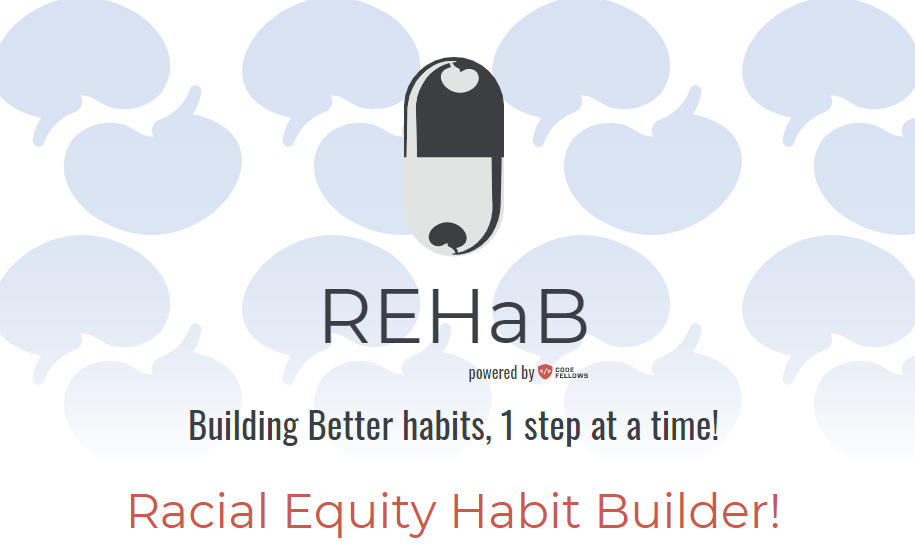 REHaB
powered by </> CODE FELLOWS
Building Better habits, 1 step at a time!
Racial Equity Habit Builder!